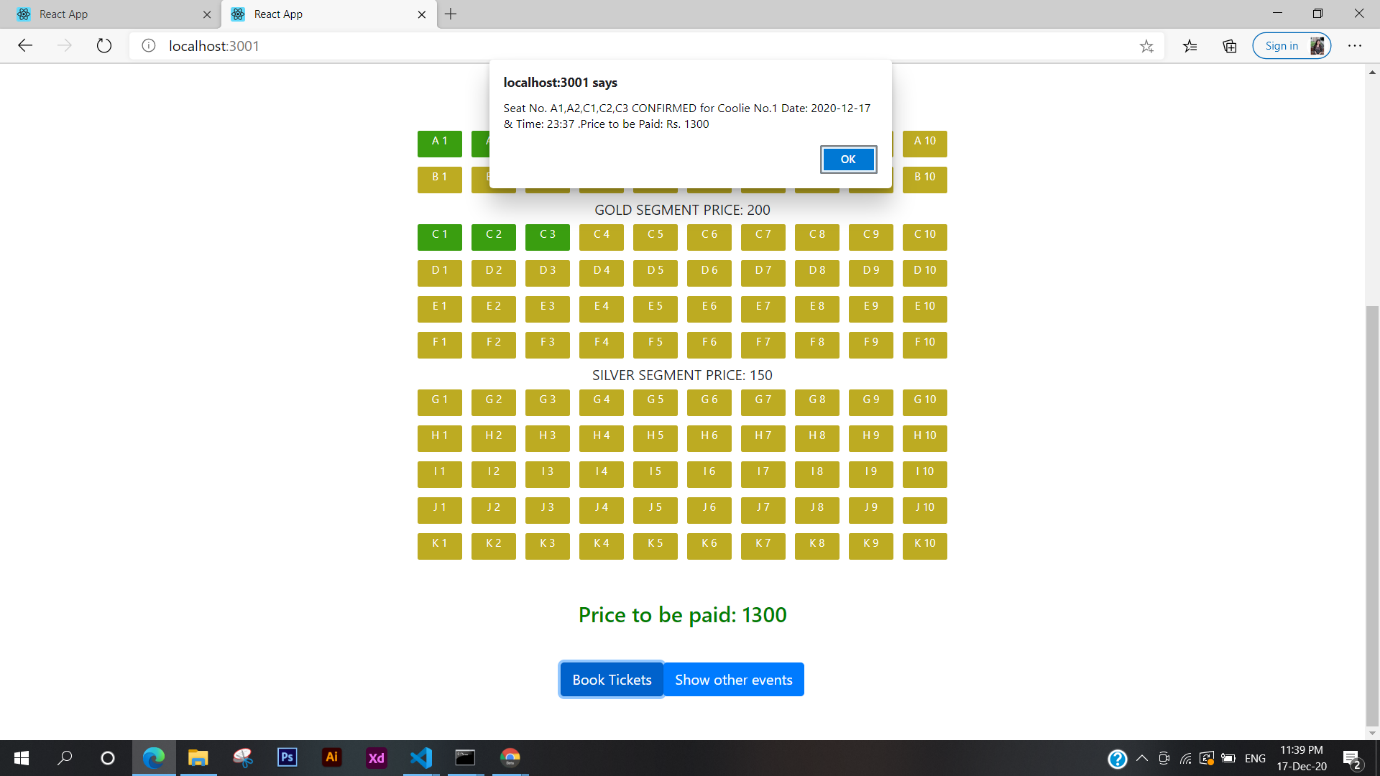 React App
React App
localhost:3001
Sign in
localhost:3001 says
Seat No. A1,A2,C1,C2,C3 CONFIRMED for Coolie No.1 Date: 2020-12-17
& Time: 23:37 .Price to be Paid: Rs. 1300
OK
A 1 A 10
B 1 B 10
GOLD SEGMENT PRICE: 200
C 1 C 2 C 3 C 4 C 5 C 6 C 7 C 8 C 9 C 10
D 1 D 2 D 3 D 4 D 5 D 6 D 7 D 8 D 9 D 10
E 1 E 2 E 3 E 4 E 5 E 6 E 7 E 8 E 9 E 10
F 1 F 2 F 3 F 4 F 5 F 6 F 7 F 8 F 9 F 10
SILVER SEGMENT PRICE: 150
G 1 G 2 G 3 G 4 G 5 G 6 G 7 G 8 G 9 G 10
H 1 H 2 H 3 H 4 H 5 H 6 H 7 H 8 H 9 H 10
I 1 I 2 I 3 I 4 I 5 I 6 I 7 I 8 I 9 I 10
J 1 J 2 J 3 J 4 J 5 J 6 J 7 J 8 J 9 J 10
K 1 K 2 K 3 K 4 K 5 K 6 K 7 K 8 K 9 K 10
Price to be paid: 1300
Book Tickets Show other events
Ps Ai Xd
ENG
11:39 PM
17-Dec-20
2